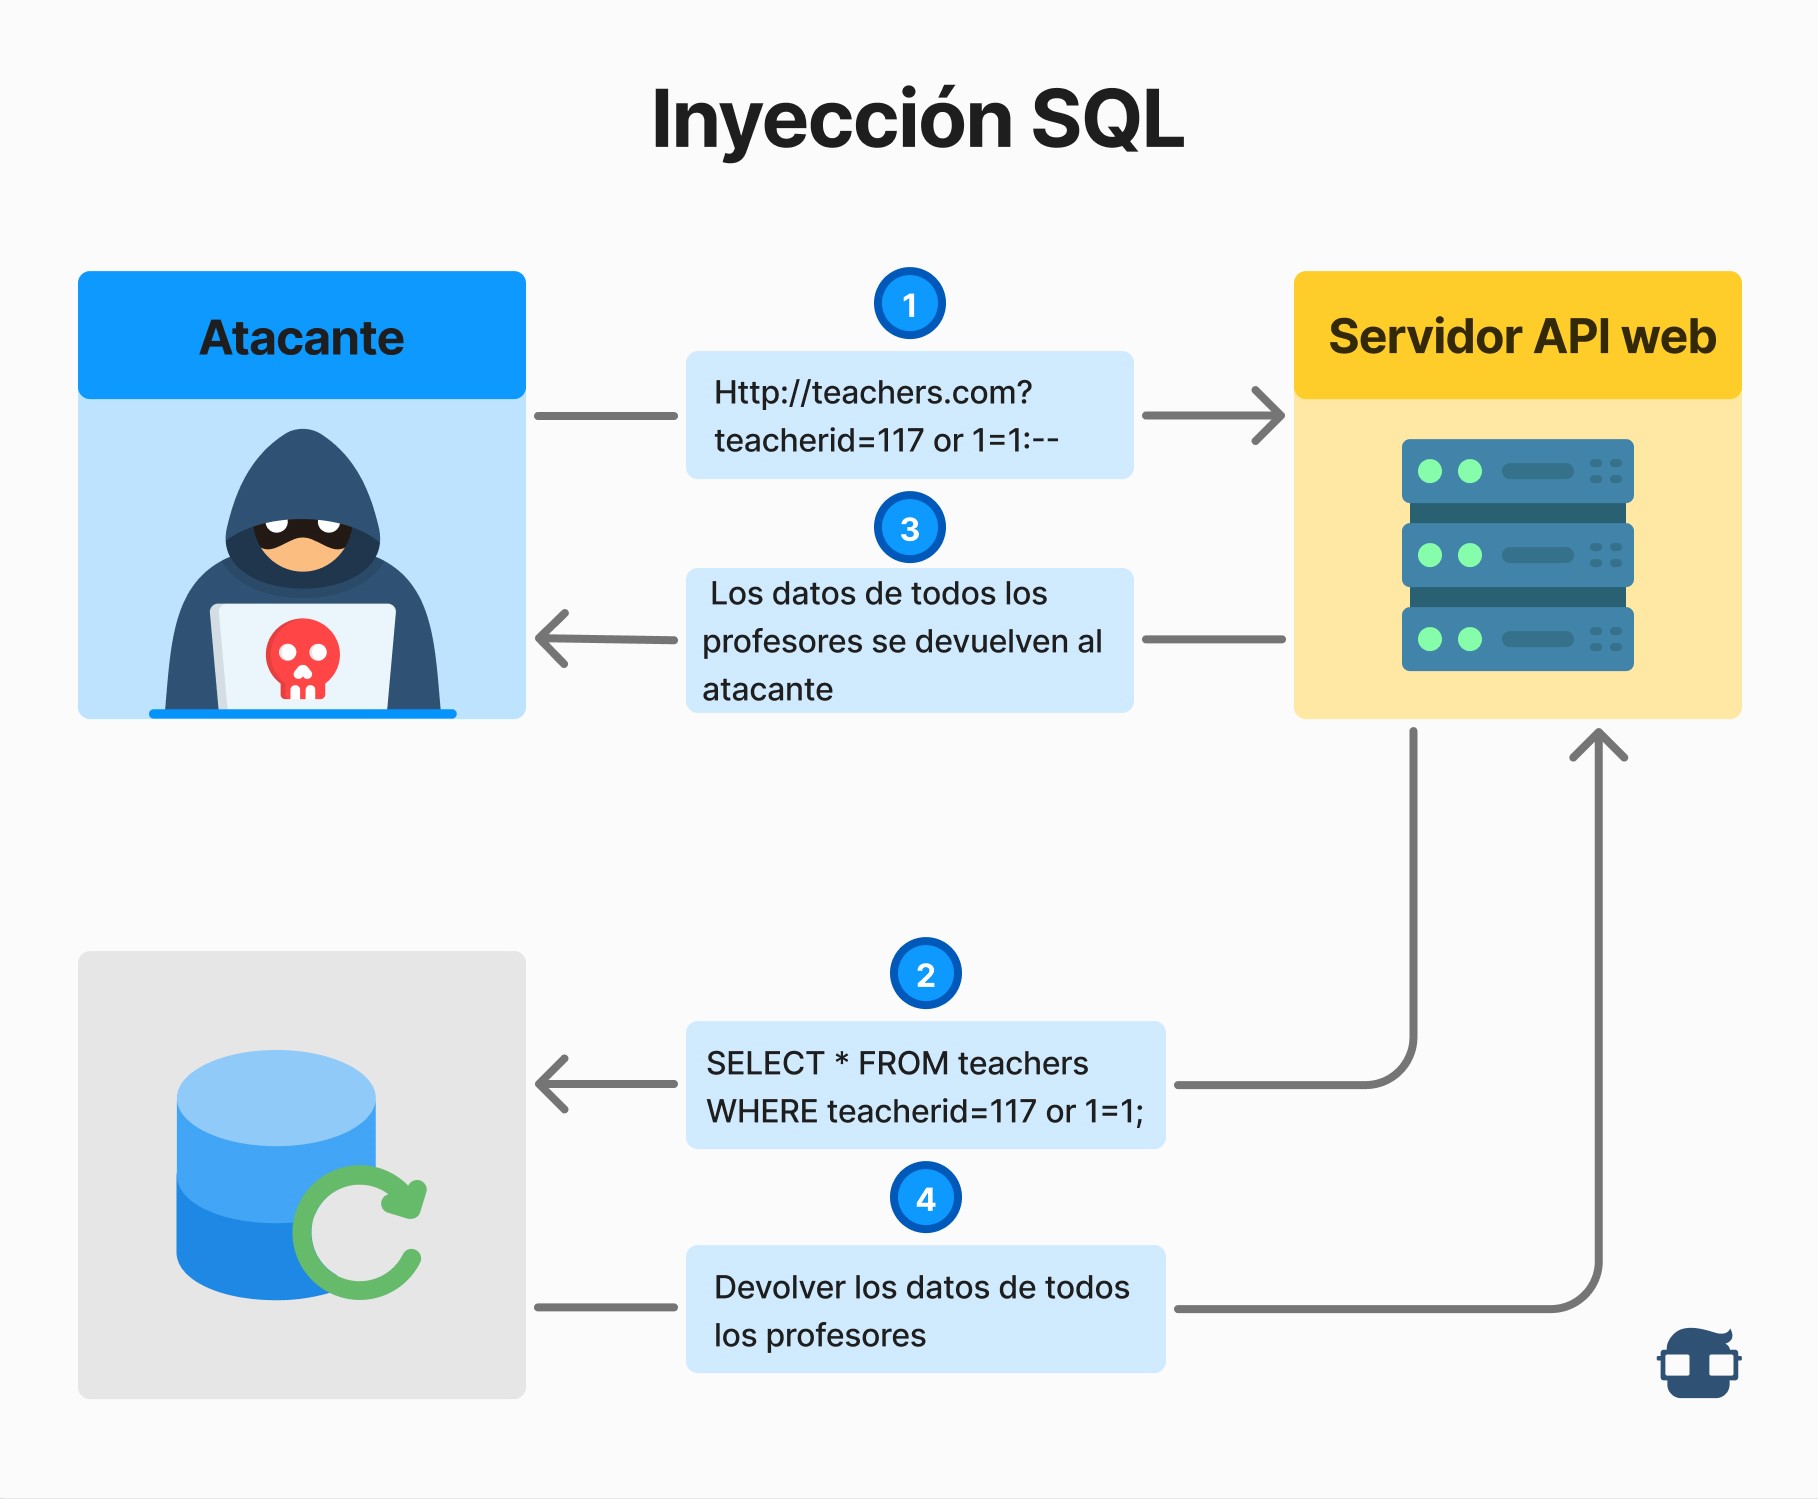 Inyección SQL
Atacante
1
Http://teachers.com?
teacherid=117 or 1=1:--
Servidor API web
3
Los datos de todos los
profesores se devuelven al
atacante
2
SELECT * FROM teachers
WHERE teacherid=117 or 1=1;
4
Devolver los datos de todos
los profesores